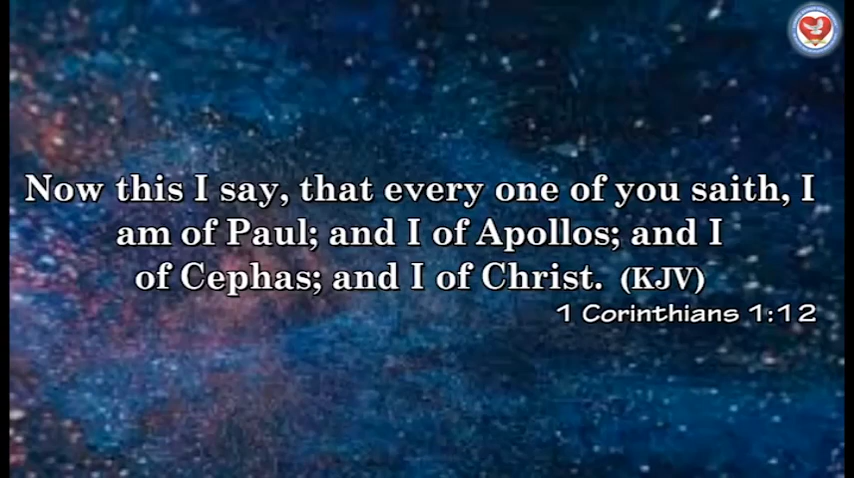 Now this I say, that every one of you saith, I
am of Paul; and I of Apollos; and I
of Cephas; and I of Christ. (KJV)
1 Corinthians 1:12